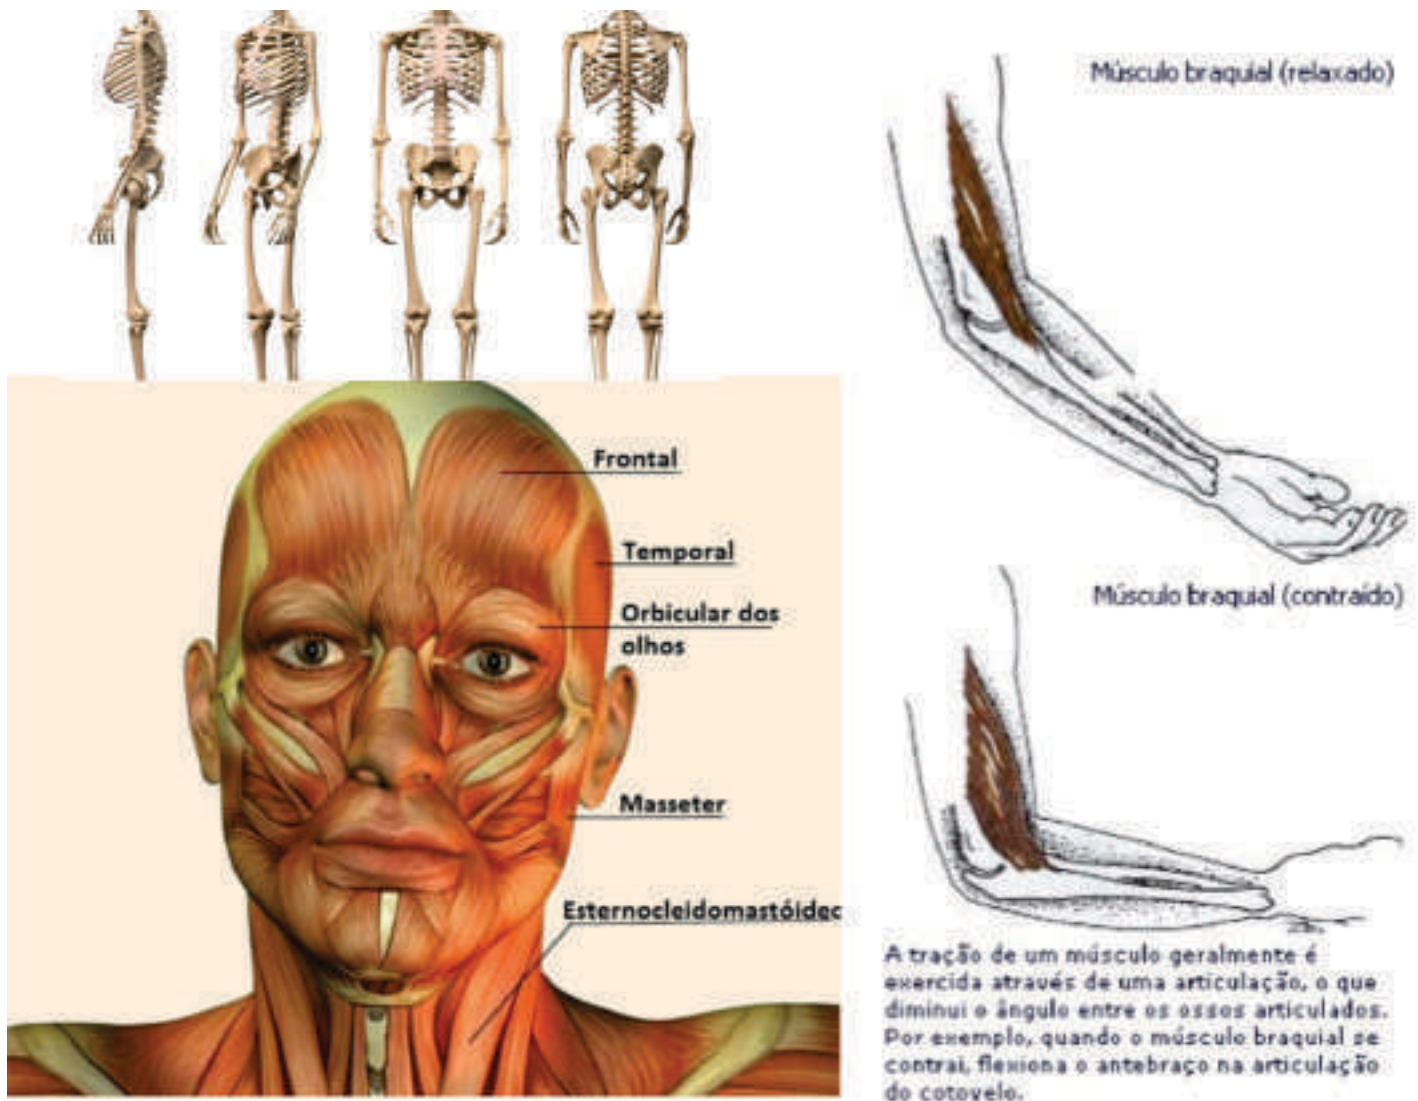 Músculo braquial (relaxado)
Frontal
Temporal
Orbicular dos
olhos
Masseter
Esternocleidomastóidec
Músculo braquial (contraído)
A tração de um músculo geralmente é
exercida através de uma articulação, o que
diminui o ângulo entre os ossos articulados.
Por exemplo, quando o músculo braquial se
contrai, flexiona o antebraço na articulação
do cotovelo.